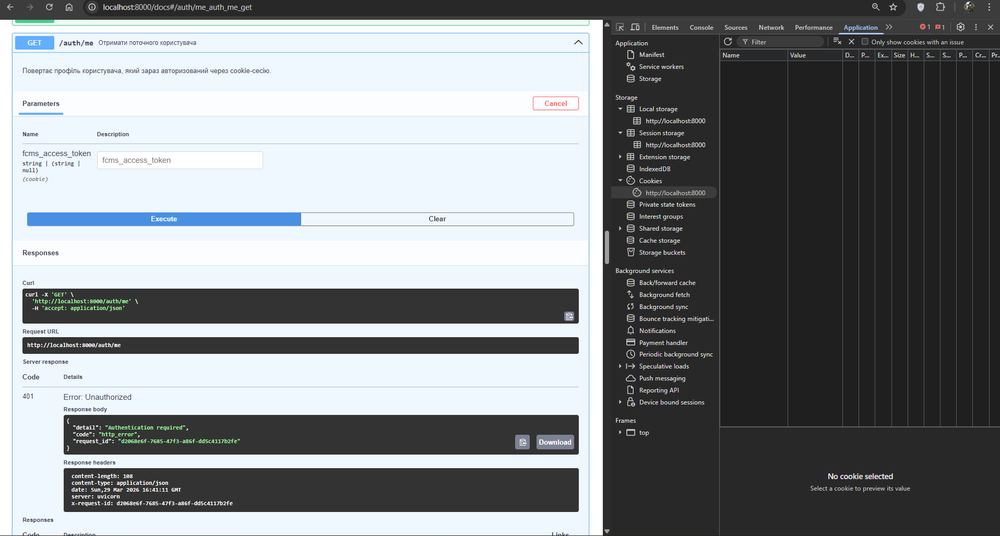 localhost:8000/docs#/auth/me_auth_me_get
GET /auth/me Отримати поточного користувача
Повертає профіль користувача, який зараз авторизований через cookie-сесію.
Parameters
Cancel
Name Description
fcms_access_token
string | (string |
null)
(cookie)
fcms_access_token
Execute
Clear
Responses
Curl
curl -X 'GET' \
'http://localhost:8000/auth/me' \
-H 'accept: application/json'
Request URL
http://localhost:8000/auth/me
Server response
Code Details
401 Error: Unauthorized
Response body
{
"detail": "Authentication required",
"code": "http_error",
"request_id": "d2068e6f-7685-47f3-a86f-dd5c4117b2fe"
}
Download
Response headers
content-length: 108
content-type: application/json
date: Sun,29 Mar 2026 16:41:11 GMT
server: uvicorn
x-request-id: d2068e6f-7685-47f3-a86f-dd5c4117b2fe
Responses
Code Description Links
Elements Console Sources Network Performance Application 1 1
Application
Manifest
Service workers
Storage
Storage
Local storage
http://localhost:8000
Session storage
http://localhost:8000
Extension storage
IndexedDB
Cookies
http://localhost:8000
Private state tokens
Interest groups
Shared storage
Cache storage
Storage buckets
Background services
Back/forward cache
Background fetch
Background sync
Bounce tracking mitigati...
Notifications
Payment handler
Periodic background sync
Speculative loads
Push messaging
Reporting API
Device bound sessions
Frames
top
Filter
Only show cookies with an issue
Name Value D... P... Ex... Size H... S... S... P... Cr... Pr...
No cookie selected
Select a cookie to preview its value